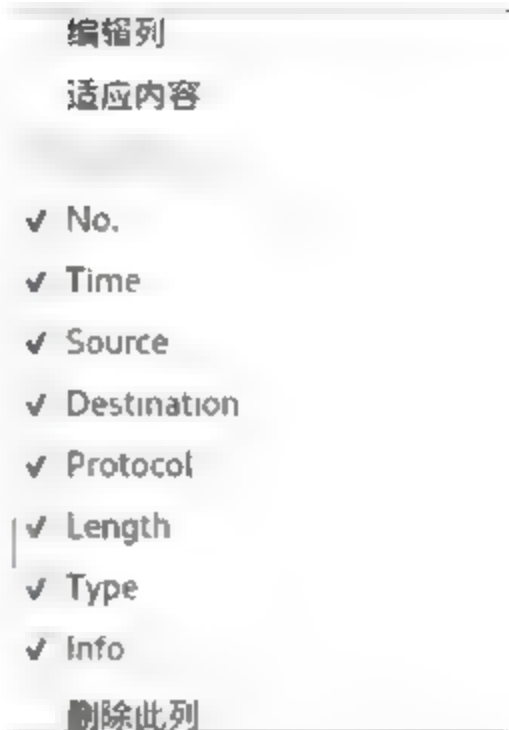 编辑列
适应内容
✓ No.
✓ Time
✓ Source
✓ Destination
✓ Protocol
✓ Length
✓ Type
✓ Info
删除此列